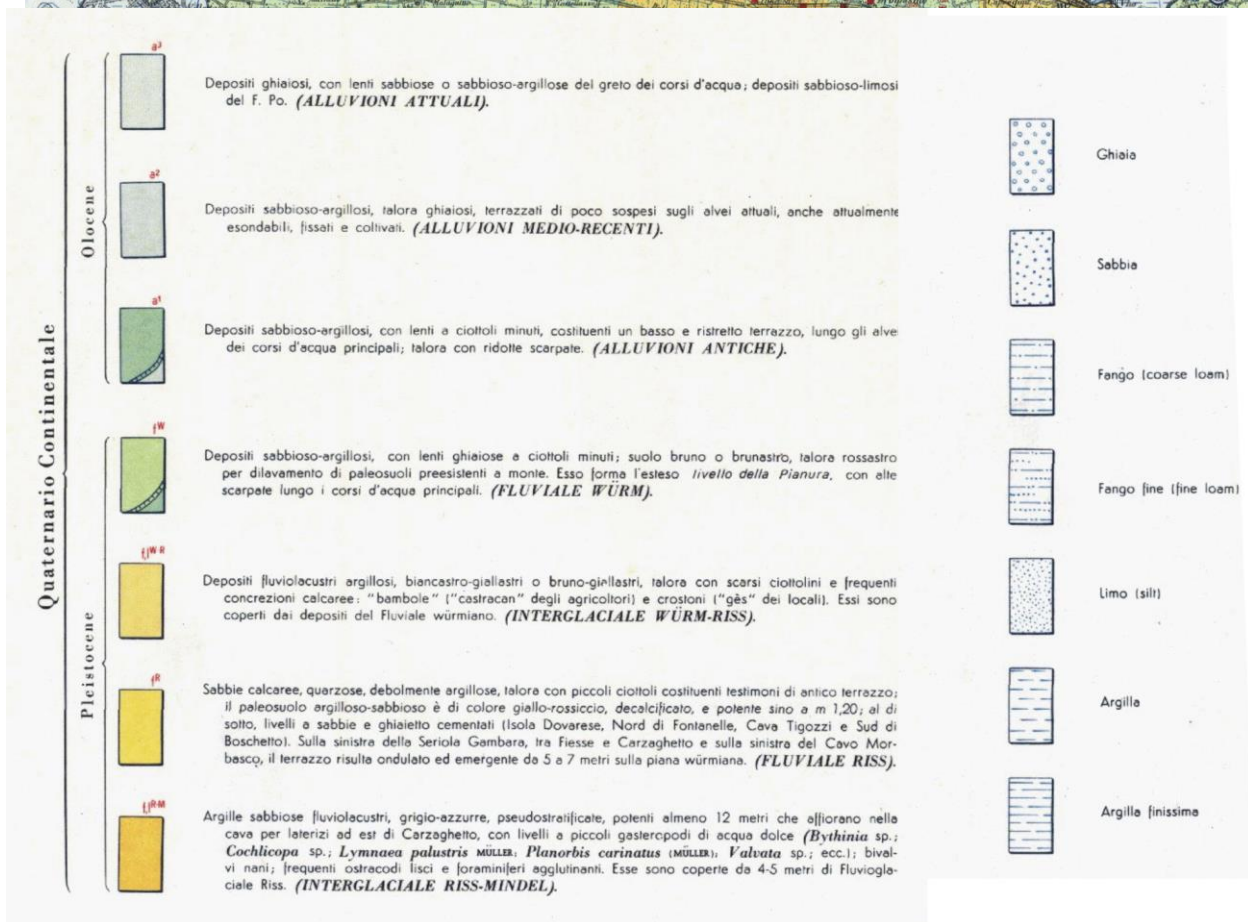 Quaternario Continentale
Olocene
a3
Depositi ghiaiosi, con lenti sabbiose o sabbioso-argillose del greto dei corsi d'acqua; depositi sabbioso-limosi
del F. Po. (ALLUVIONI ATTUALI).
a2
Depositi sabbioso-argillosi, talora ghiaiosi, terrazzati di poco sospesi sugli alvei attuali, anche attualmente
esondabili, fissati e coltivati. (ALLUVIONI MEDIO-RECENTI).
a1
Depositi sabbioso-argillosi, con lenti a ciottoli minuti, costituenti un basso e ristretto terrazzo, lungo gli alve
dei corsi d'acqua principali; talora con ridotte scarpate. (ALLUVIONI ANTICHE).
Pleistocene
fW
Depositi sabbioso-argillosi, con lenti ghiaiose a ciottoli minuti; suolo bruno o brunastro, talora rossastro
per dilavamento di paleosuoli preesistenti a monte. Esso forma l'esteso livello della Pianura, con alte
scarpate lungo i corsi d'acqua principali. (FLUVIALE WÜRM).
flW-R
Depositi fluviolacustri argillosi, biancastro-giallastri o bruno-giallastri, talora con scarsi ciottolini e frequenti
concrezioni calcaree: "bambole" ("castracan" degli agricoltori) e crostoni ("gès" dei locali). Essi sono
coperti dai depositi del Fluviale würmiano. (INTERGLACIALE WÜRM-RISS).
fR
Sabbie calcaree, quarzose, debolmente argillose, talora con piccoli ciottoli costituenti testimoni di antico terrazzo;
il paleosuolo argilloso-sabbioso è di colore giallo-rossiccio, decalcificato, e potente sino a m 1,20; al di
sotto, livelli a sabbie e ghiaietto cementati (Isola Dovarese, Nord di Fontanelle, Cava Tigozzi e Sud di
Boschetto). Sulla sinistra della Seriola Gambara, tra Fiesse e Carzaghetto e sulla sinistra del Cavo Mor-
basco, il terrazzo risulta ondulato ed emergente da 5 a 7 metri sulla piana würmiana. (FLUVIALE RISS).
flR-M
Argille sabbiose fluviolacustri, grigio-azzurre, pseudostratificate, potenti almeno 12 metri che affiorano nella
cava per laterizi ad est di Carzaghetto, con livelli a piccoli gasteropodi di acqua dolce (Bythinia sp.;
Cochlicopa sp.; Lymnaea palustris MÜLLER; Planorbis carinatus (MÜLLER); Valvata sp.; ecc.); bival-
vi nani; frequenti ostracodi lisci e foraminiferi agglutinanti. Esse sono coperte da 4-5 metri di Fluviogla-
ciale Riss. (INTERGLACIALE RISS-MINDEL).
Ghiaia
Sabbia
Fango (coarse loam)
Fango fine (fine loam)
Limo (silt)
Argilla
Argilla finissima